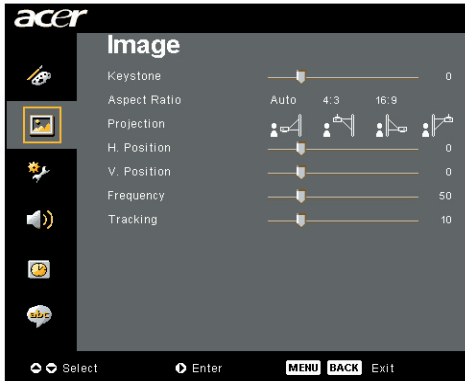 acer
Image
Keystone 0
Aspect Ratio Auto 4:3 16:9
Projection
H. Position 0
V. Position 0
Frequency 50
Tracking 10
abc
Select Enter MENU BACK Exit